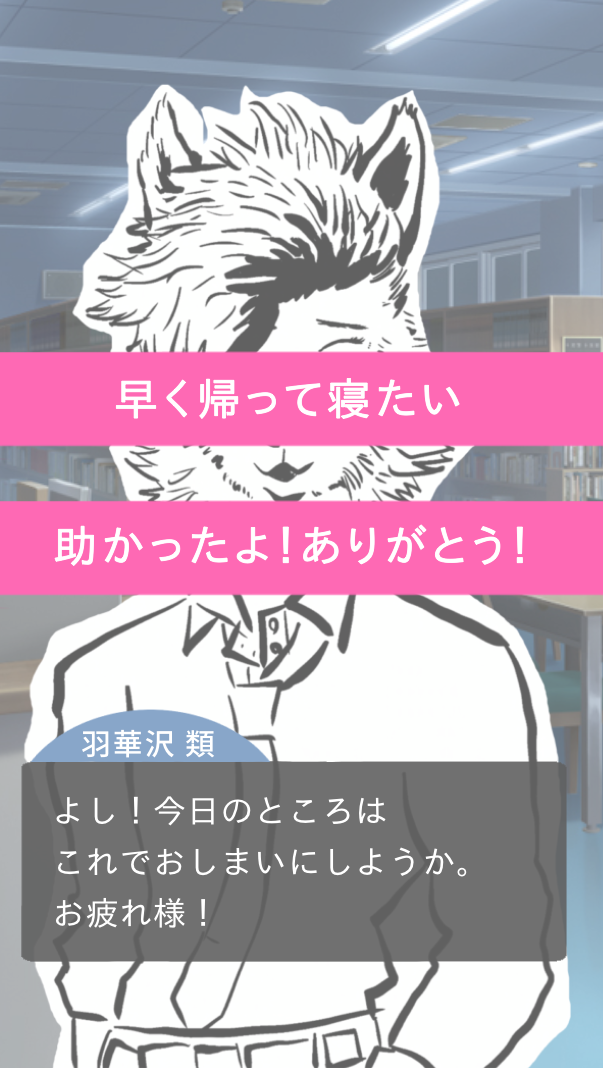 早く帰って寝たい
助かったよ！ありがとう！
羽華沢 類
よし！今日のところは
これでおしまいにしようか。
お疲れ様！